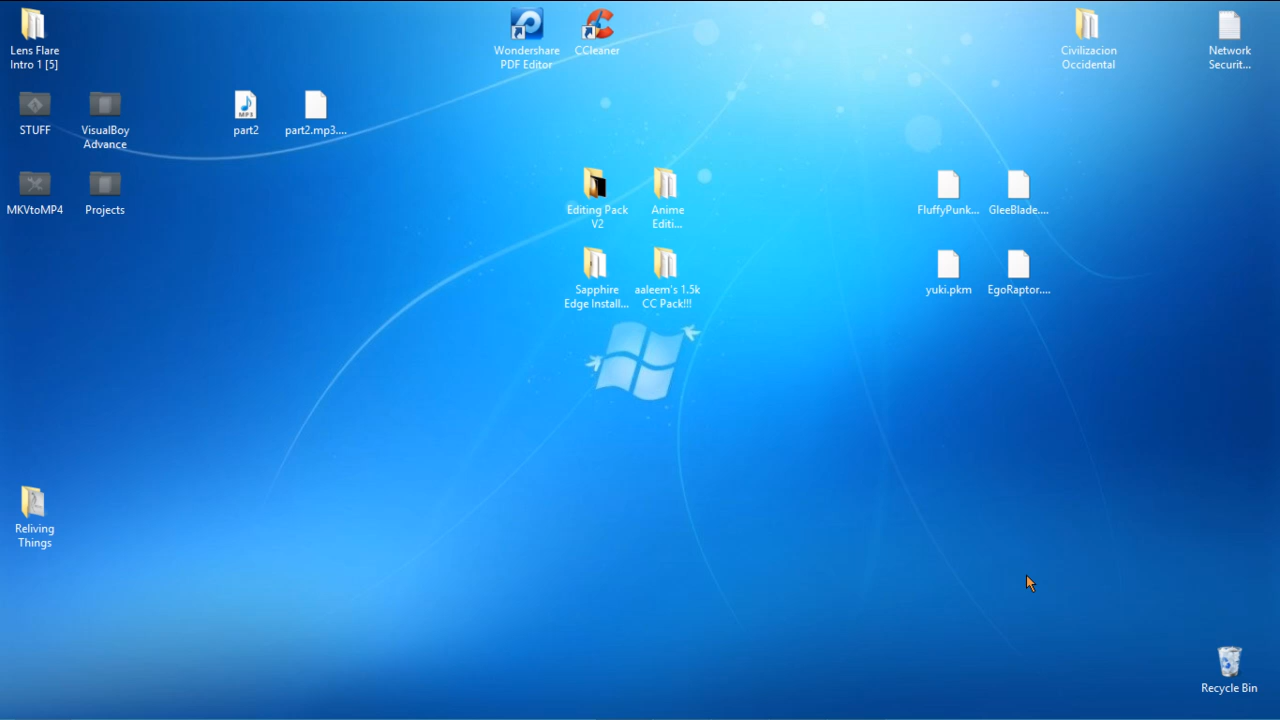 Lens Flare
Intro 1 [5]
Wondershare
PDF Editor
CCleaner
Civilizacion
Occidental
Network
Securit...
STUFF
VisualBoy
Advance
MP3
part2
part2.mp3....
MKVtoMP4
Projects
Editing Pack
V2
Anime
Editi...
FluffyPunk...
GleeBlade....
Sapphire
Edge Install...
aaleem's 1.5k
CC Pack!!!
yuki.pkm
EgoRaptor....
Reliving
Things
Recycle Bin